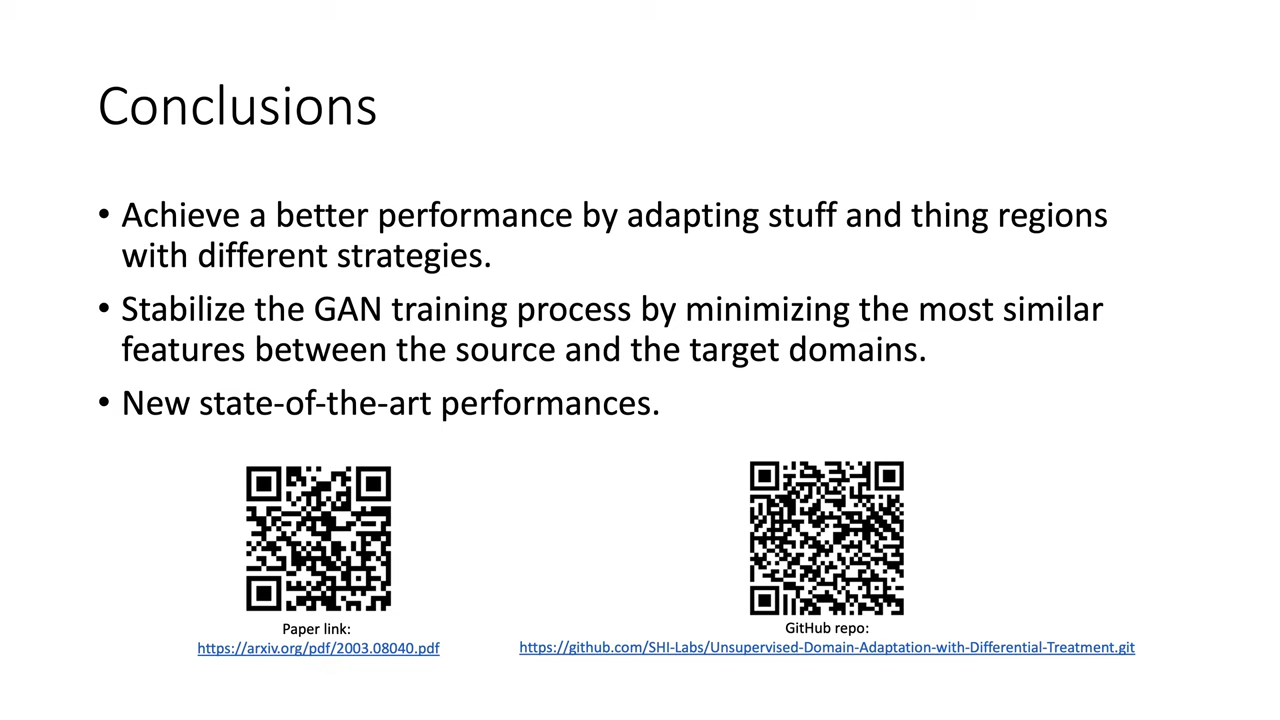 Conclusions
• Achieve a better performance by adapting stuff and thing regions
with different strategies.
• Stabilize the GAN training process by minimizing the most similar
features between the source and the target domains.
• New state-of-the-art performances.
Paper link:
https://arxiv.org/pdf/2003.08040.pdf
GitHub repo:
https://github.com/SHI-Labs/Unsupervised-Domain-Adaptation-with-Differential-Treatment.git